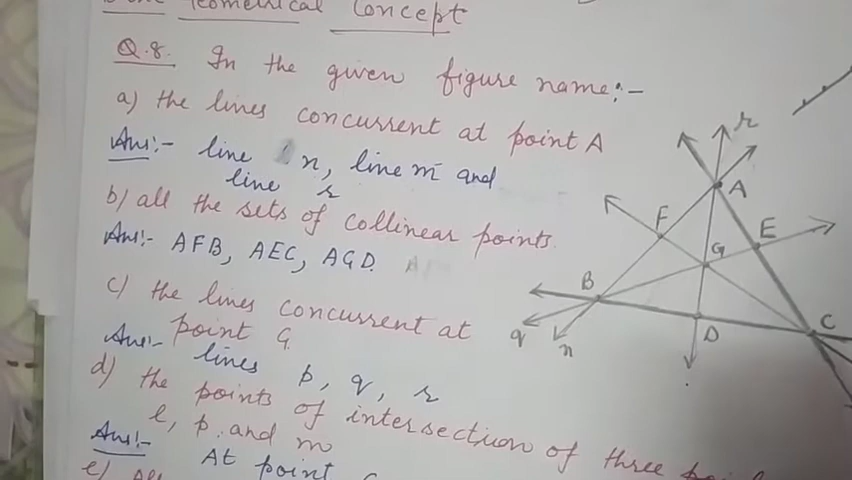 Concept
Q.8. In the given figure name:-
a) the lines concurrent at point A
Ans:- line n, line m and
line r
b) all the sets of collinear points.
Ans:- AFB, AEC, AGD.
c) the lines concurrent at
point G
Ans:- lines p, q, r
d) the points of intersection of three
l, p. and m
Ans:- At point
e)
r
A
F
E
G
B
D
C
q
n